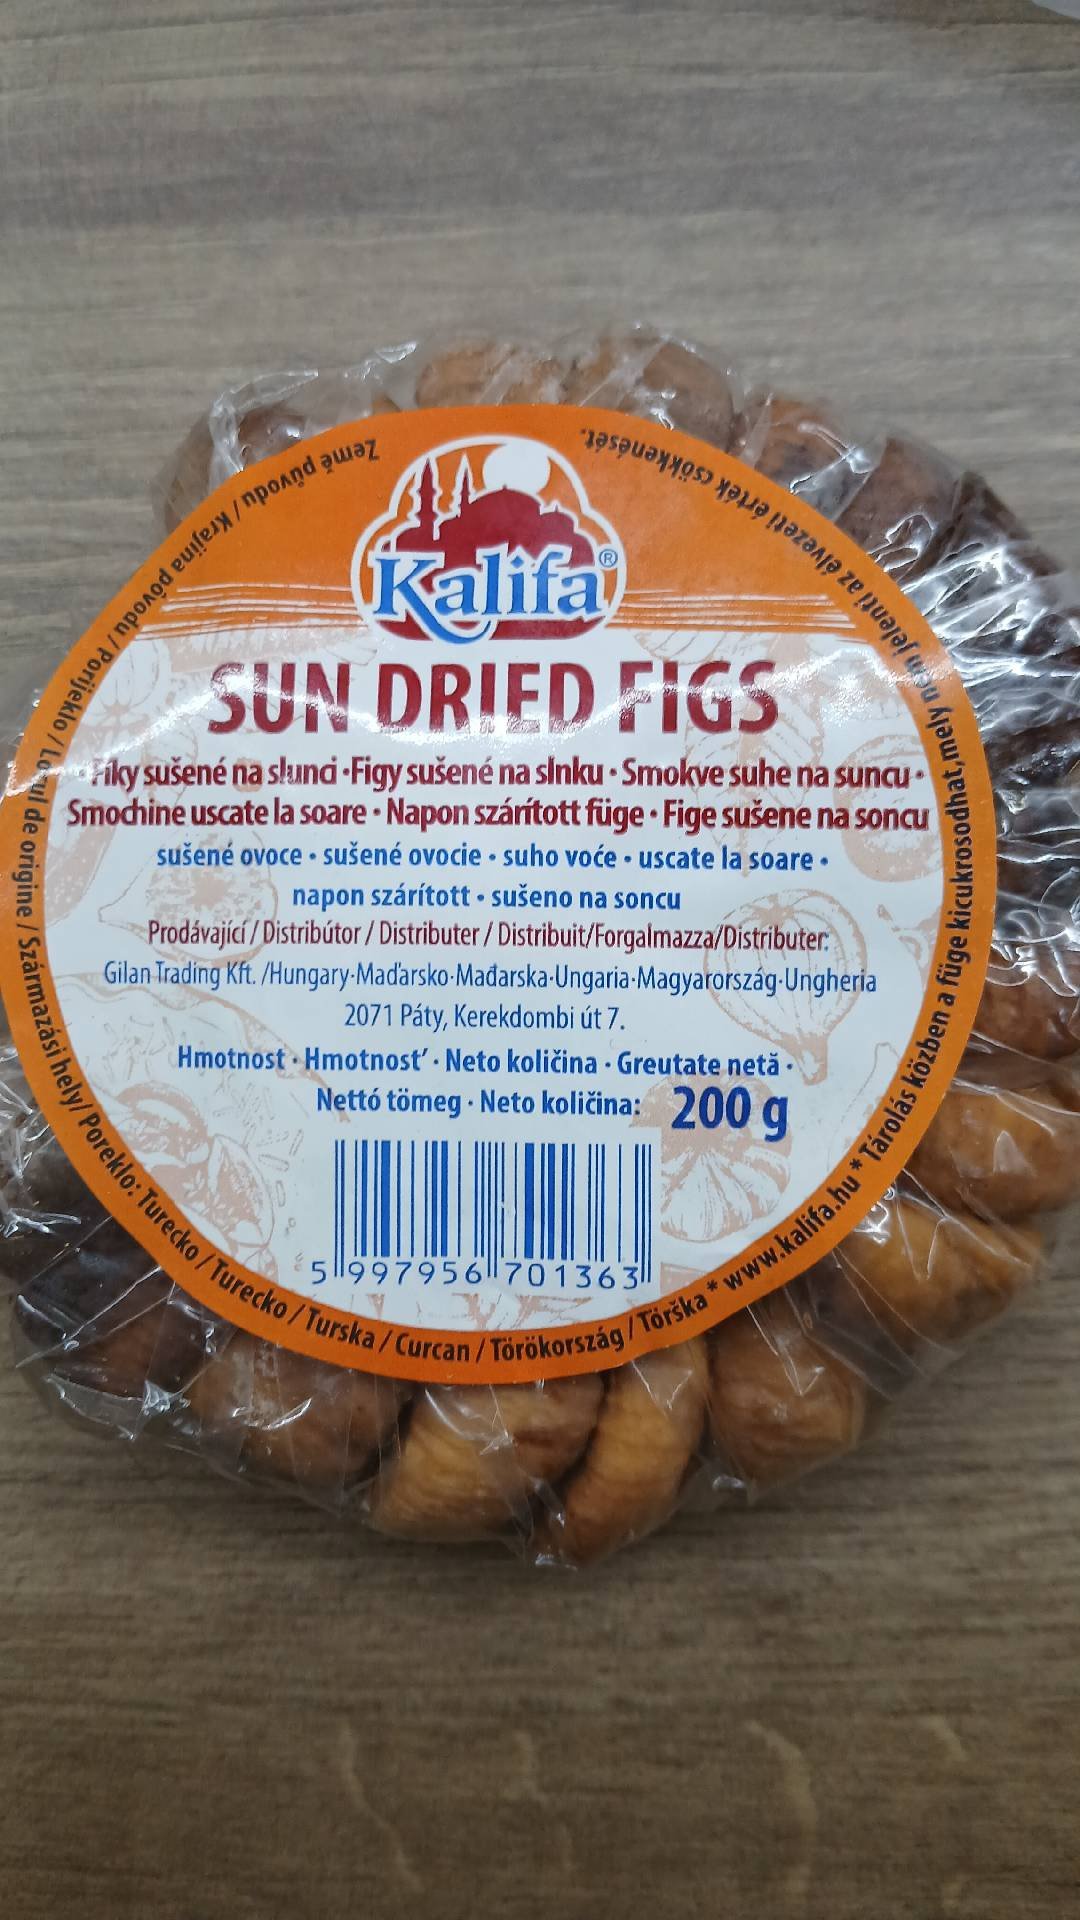 Kalifa®
SUN DRIED FIGS
Fíky sušené na slunci • Figy sušené na slnku • Smokve suhe na suncu •
Smochine uscate la soare • Napon szárított füge • Fige sušene na soncu
sušené ovoce • sušené ovocie • suho voće • uscate la soare •
napon szárított • sušeno na soncu
Prodávající / Distribútor / Distributer / Distribuit/Forgalmazza/Distributer:
Gilan Trading Kft. /Hungary-Maďarsko-Mađarska-Ungaria-Magyarország-Ungheria
2071 Páty, Kerekdombi út 7.
Hmotnost • Hmotnosť • Neto količina • Greutate netă •
Nettó tömeg • Neto količina: 200 g
5 997956 701363
Země původu / Krajina pôvodu / Porijeklo / Locul de origine / Származási hely/ Poreklo: Turecko / Turecko / Turska / Curcan / Törökország / Törška * www.kalifa.hu * Tárolás közben a füge kicukrosodhat, mely nem jelenti az élvezeti érték csökkenését.